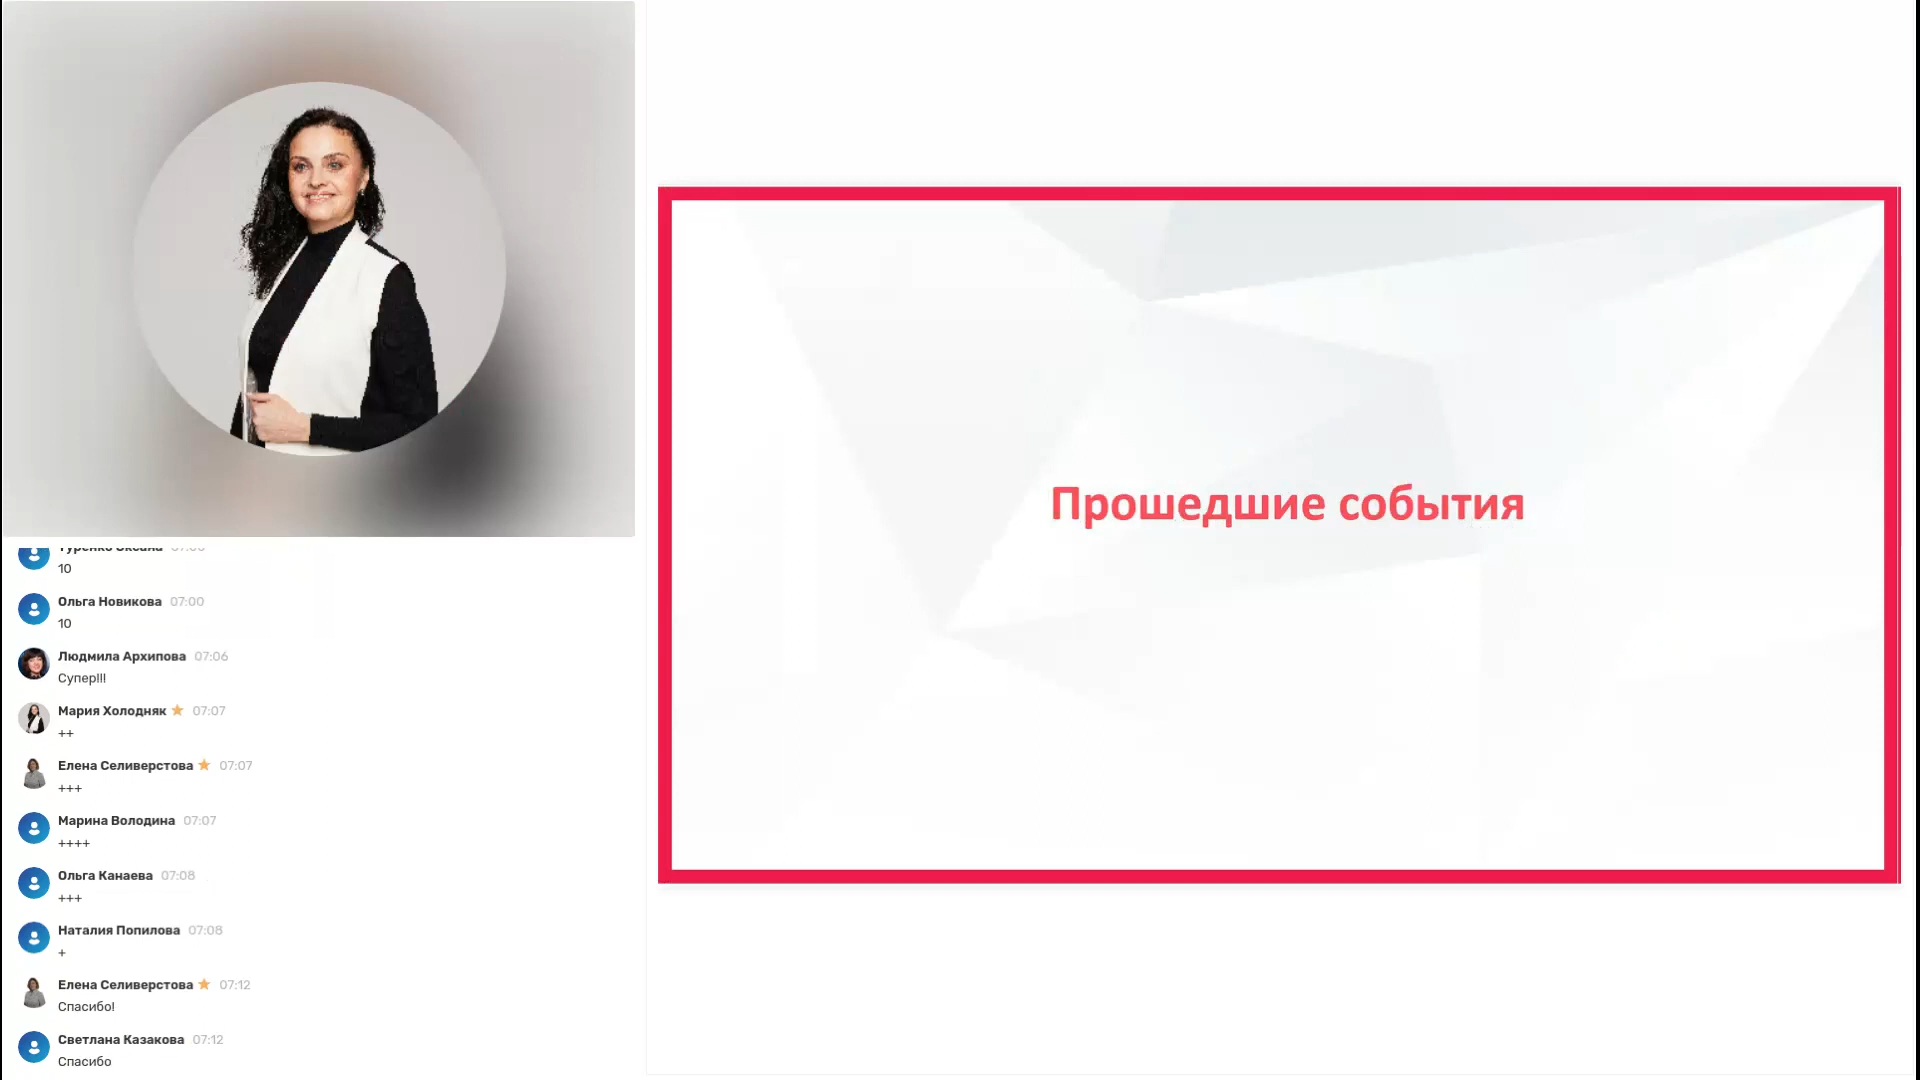 10
Ольга Новикова 07:00
10
Людмила Архипова 07:06
Супер!!!
Мария Холодняк 07:07
++
Елена Селиверстова 07:07
+++
Марина Володина 07:07
++++
Ольга Канаева 07:08
+++
Наталия Попилова 07:08
+
Елена Селиверстова 07:12
Спасибо!
Светлана Казакова 07:12
Спасибо
Прошедшие события